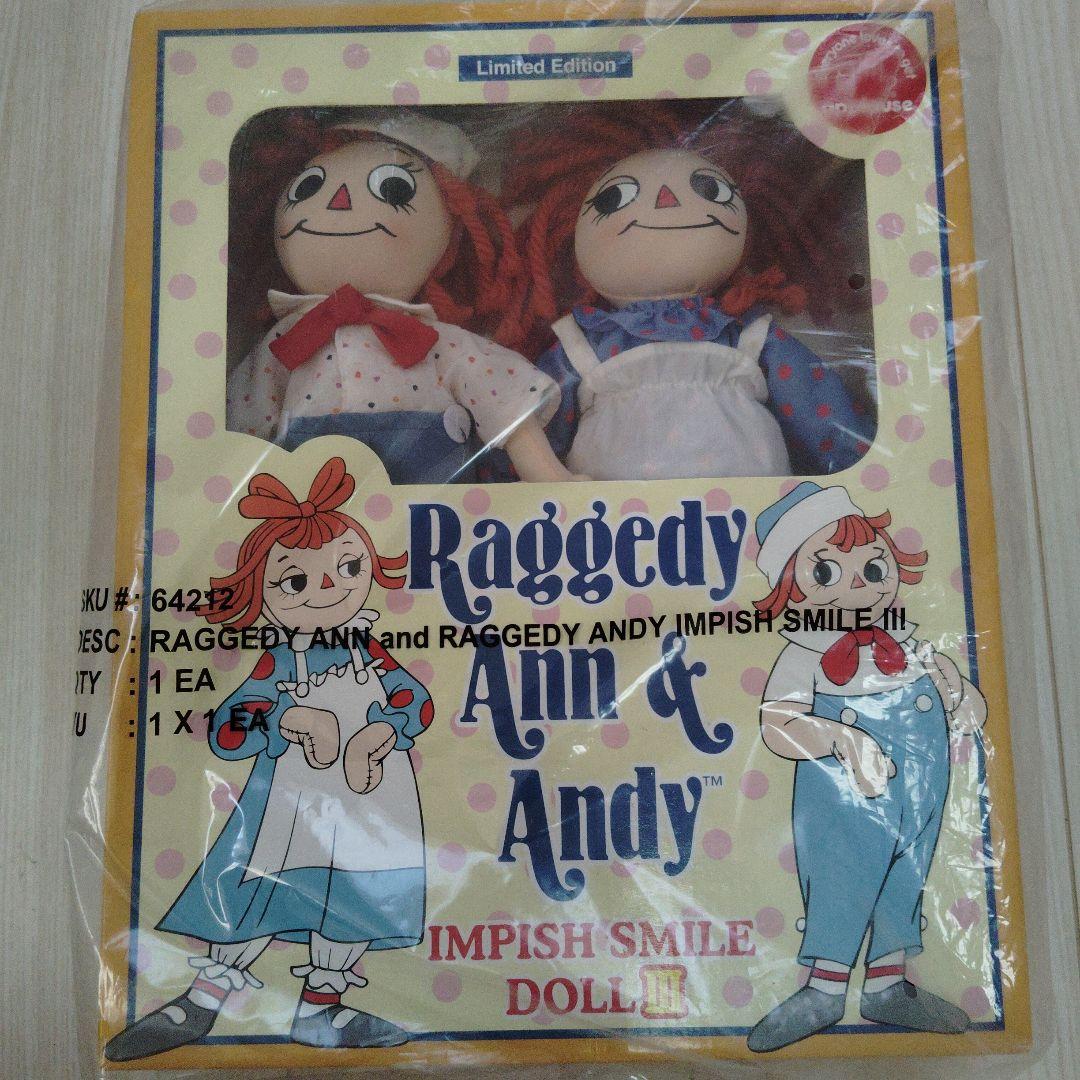 Limited Edition
applause
Raggedy
SKU #: 64212
DESC : RAGGEDY ANN and RAGGEDY ANDY IMPISH SMILE III
: 1 EA
Ann &
: 1 X 1 EA
Andy™
IMPISH SMILE
DOLL III